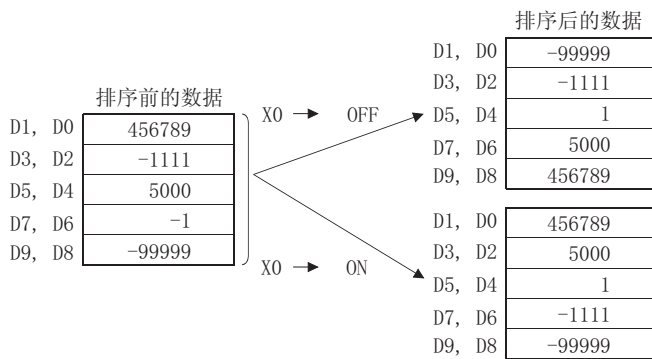 排序前的数据
D1, D0 456789
D3, D2 -1111
D5, D4 5000
D7, D6 -1
D9, D8 -99999
X0 → OFF
X0 → ON
排序后的数据
D1, D0 -99999
D3, D2 -1111
D5, D4 1
D7, D6 5000
D9, D8 456789
D1, D0 456789
D3, D2 5000
D5, D4 1
D7, D6 -1111
D9, D8 -99999